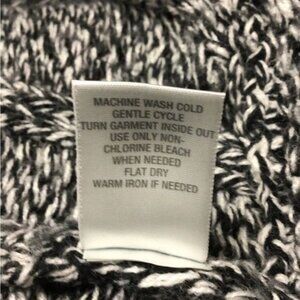 MACHINE WASH COLD
GENTLE CYCLE
TURN GARMENT INSIDE OUT
USE ONLY NON-
CHLORINE BLEACH
WHEN NEEDED
FLAT DRY
WARM IRON IF NEEDED